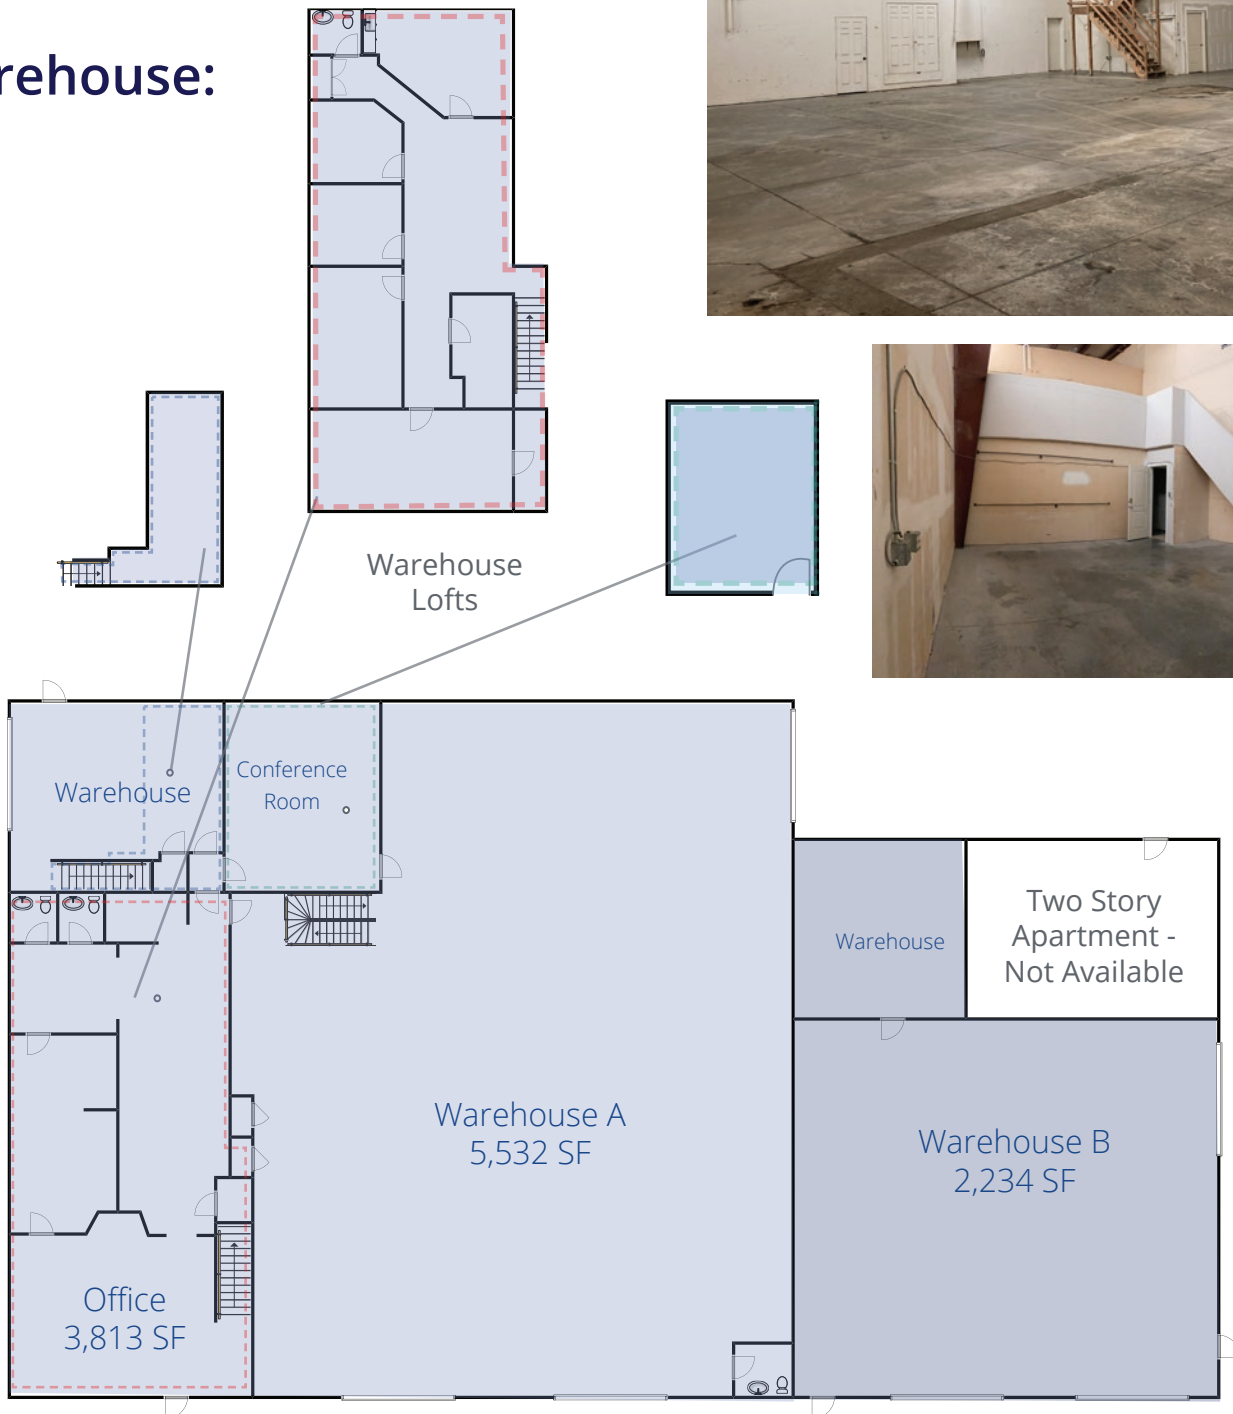 rehouse:
Warehouse
Lofts
Warehouse
Conference
Room
Warehouse
Two Story
Apartment -
Not Available
Warehouse A
5,532 SF
Warehouse B
2,234 SF
Office
3,813 SF